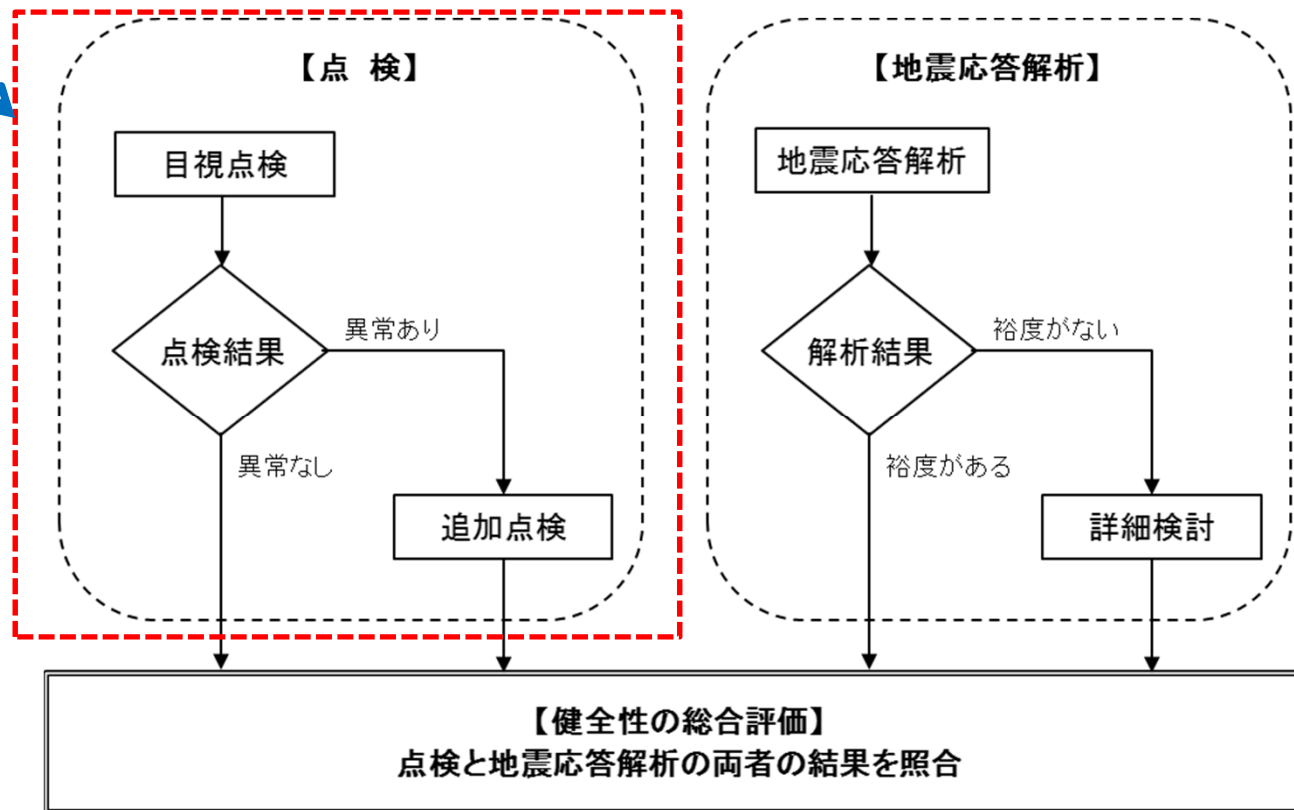 【点 検】
目視点検
点検結果
異常あり
異常なし
追加点検
【地震応答解析】
地震応答解析
解析結果
裕度がない
裕度がある
詳細検討
【健全性の総合評価】
点検と地震応答解析の両者の結果を照合